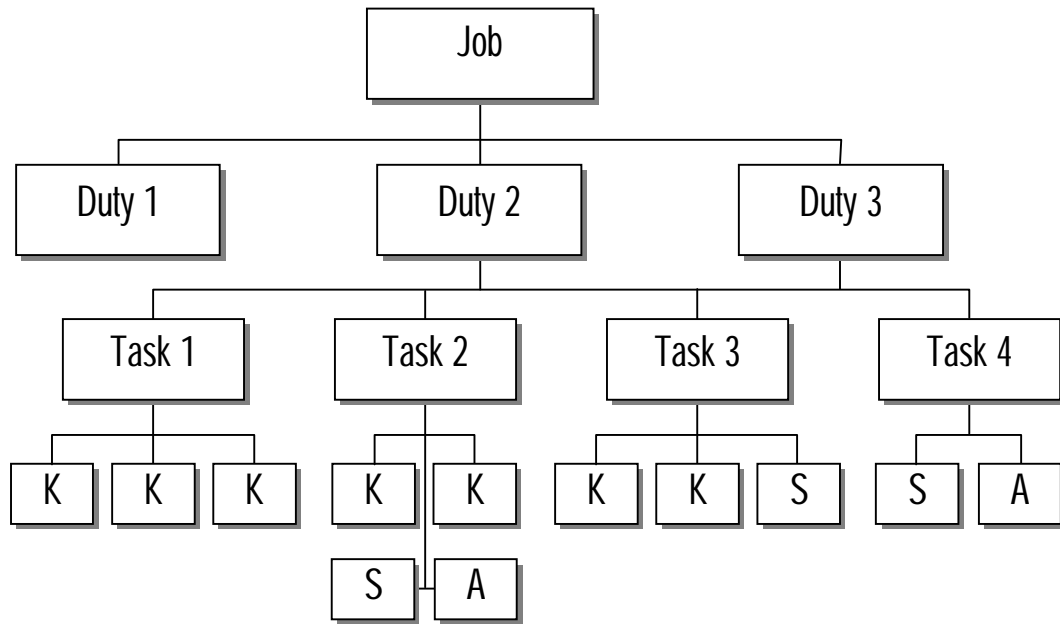 Job
Duty 1 Duty 2 Duty 3
Task 1 Task 2 Task 3 Task 4
K K K K K K K S S A
S A